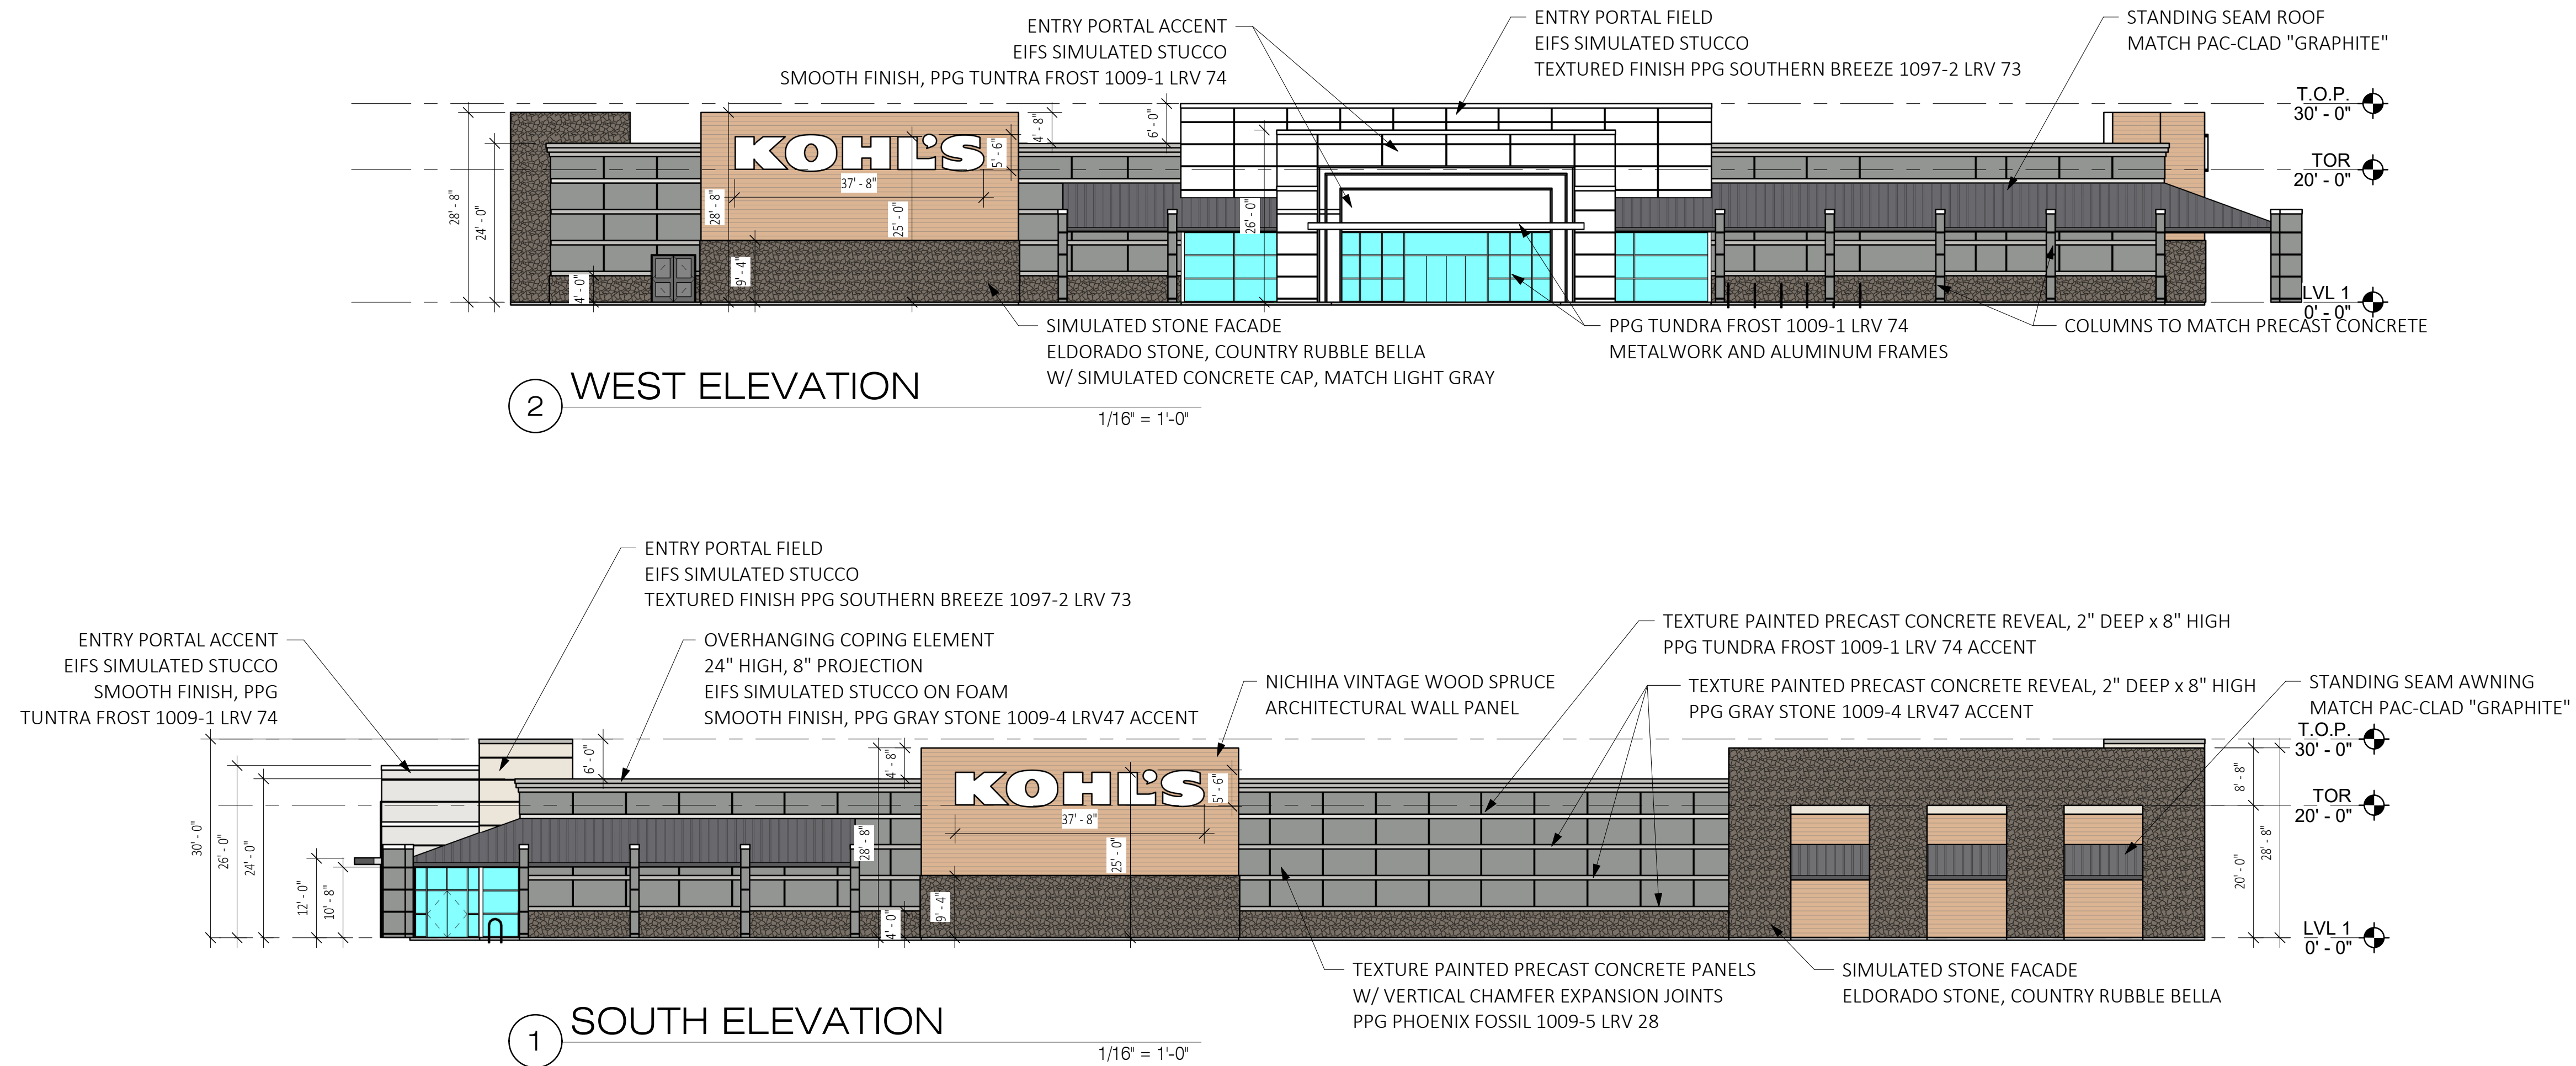 ENTRY PORTAL ACCENT
EIFS SIMULATED STUCCO
SMOOTH FINISH, PPG TUNTRA FROST 1009-1 LRV 74
ENTRY PORTAL FIELD
EIFS SIMULATED STUCCO
TEXTURED FINISH PPG SOUTHERN BREEZE 1097-2 LRV 73
STANDING SEAM ROOF
MATCH PAC-CLAD "GRAPHITE"
T.O.P.
30' - 0"
TOR
20' - 0"
LVL 1
0' - 0"
28' - 8"
24' - 0"
4' - 0"
28' - 8"
9' - 4"
KOHL'S
37' - 8"
25' - 0"
5' - 6"
4' - 8"
6' - 0"
26' - 0"
SIMULATED STONE FACADE
ELDORADO STONE, COUNTRY RUBBLE BELLA
W/ SIMULATED CONCRETE CAP, MATCH LIGHT GRAY
PPG TUNDRA FROST 1009-1 LRV 74
METALWORK AND ALUMINUM FRAMES
COLUMNS TO MATCH PRECAST CONCRETE
2
WEST ELEVATION
1/16" = 1'-0"
ENTRY PORTAL FIELD
EIFS SIMULATED STUCCO
TEXTURED FINISH PPG SOUTHERN BREEZE 1097-2 LRV 73
ENTRY PORTAL ACCENT
EIFS SIMULATED STUCCO
SMOOTH FINISH, PPG
TUNTRA FROST 1009-1 LRV 74
OVERHANGING COPING ELEMENT
24" HIGH, 8" PROJECTION
EIFS SIMULATED STUCCO ON FOAM
SMOOTH FINISH, PPG GRAY STONE 1009-4 LRV47 ACCENT
NICHIHA VINTAGE WOOD SPRUCE
ARCHITECTURAL WALL PANEL
TEXTURE PAINTED PRECAST CONCRETE REVEAL, 2" DEEP x 8" HIGH
PPG TUNDRA FROST 1009-1 LRV 74 ACCENT
TEXTURE PAINTED PRECAST CONCRETE REVEAL, 2" DEEP x 8" HIGH
PPG GRAY STONE 1009-4 LRV47 ACCENT
STANDING SEAM AWNING
MATCH PAC-CLAD "GRAPHITE"
T.O.P.
30' - 0"
TOR
20' - 0"
LVL 1
0' - 0"
30' - 0"
26' - 0"
24' - 0"
12' - 0"
10' - 8"
6' - 0"
28' - 8"
4' - 8"
4' - 0"
9' - 4"
KOHL'S
37' - 8"
25' - 0"
5' - 6"
8' - 8"
20' - 0"
28' - 8"
TEXTURE PAINTED PRECAST CONCRETE PANELS
W/ VERTICAL CHAMFER EXPANSION JOINTS
PPG PHOENIX FOSSIL 1009-5 LRV 28
SIMULATED STONE FACADE
ELDORADO STONE, COUNTRY RUBBLE BELLA
1
SOUTH ELEVATION
1/16" = 1'-0"